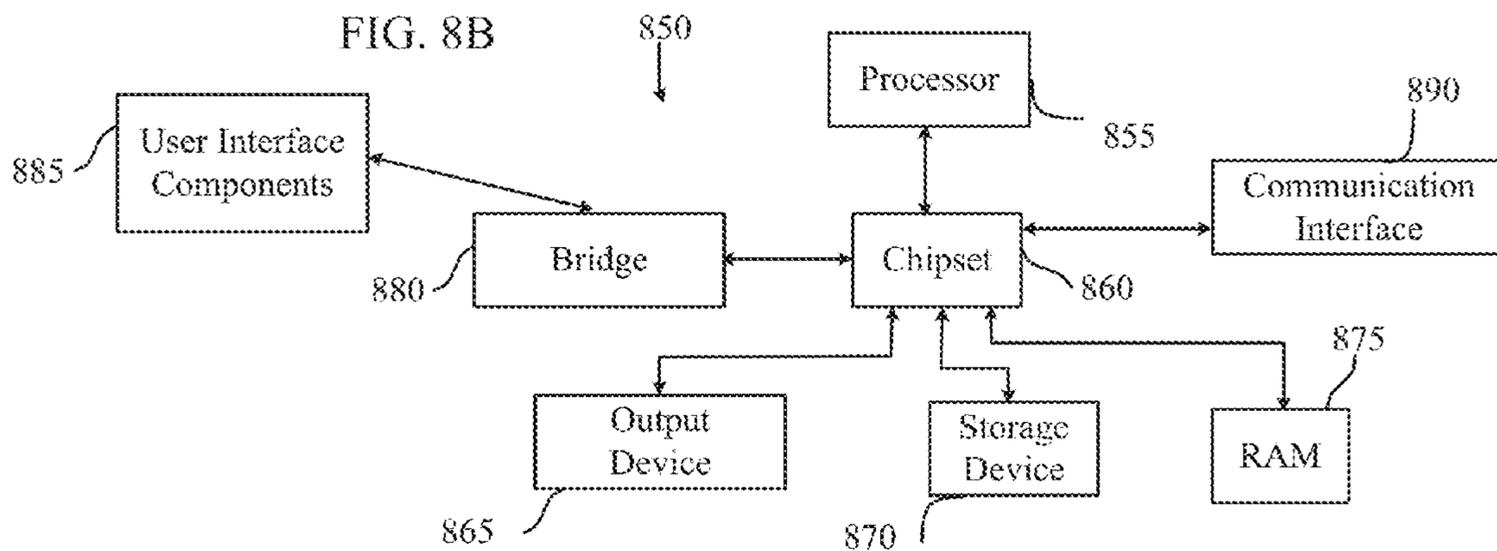 FIG. 8B
850
Processor
855
890
Communication
Interface
885
User Interface
Components
880
Bridge
Chipset
860
875
Output
Device
865
Storage
Device
870
RAM